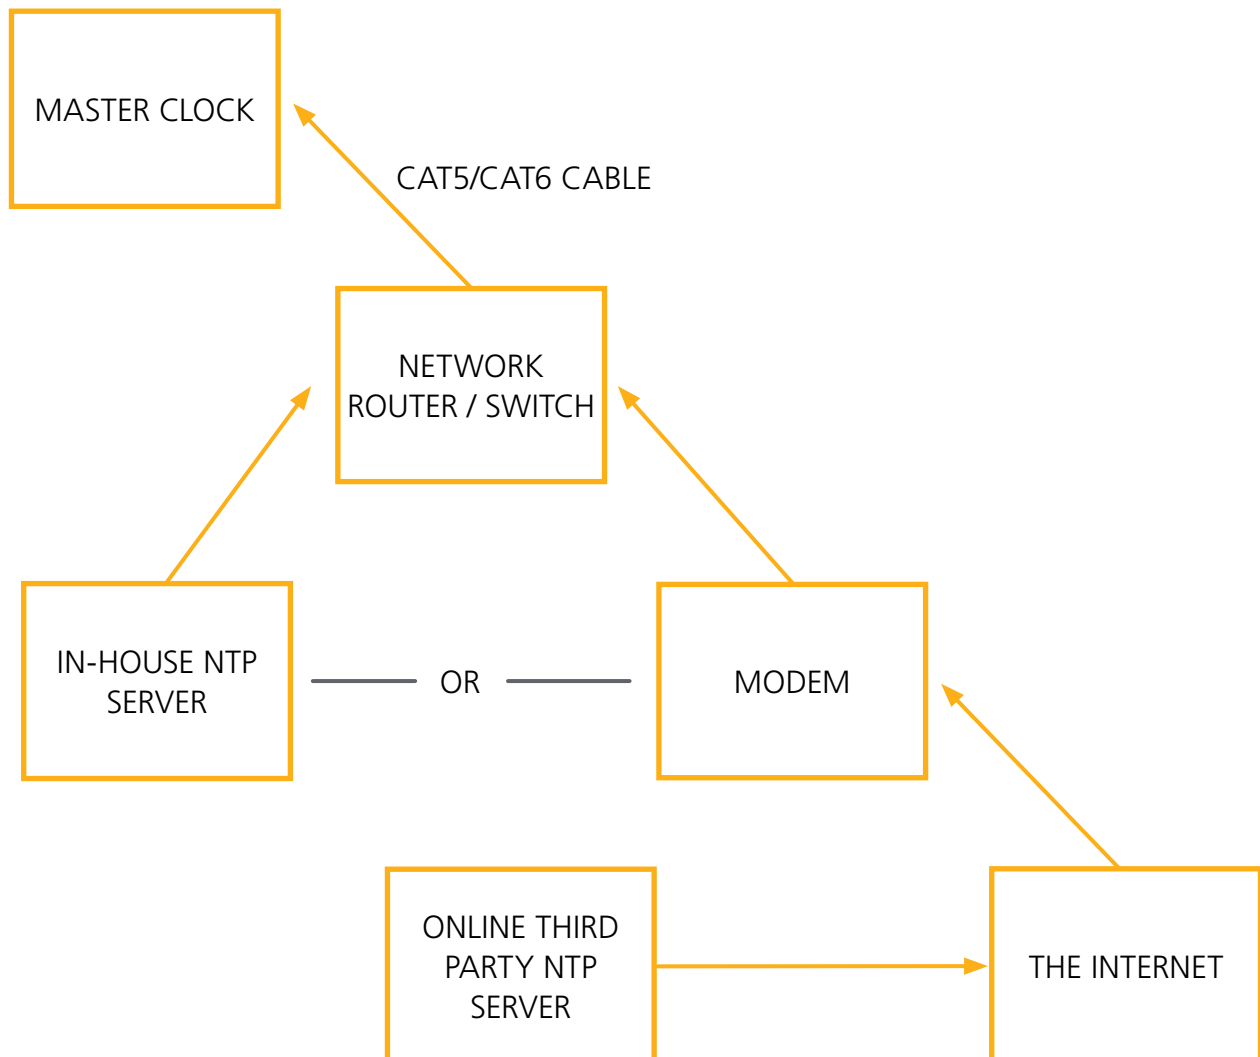 MASTER CLOCK
CAT5/CAT6 CABLE
NETWORK
ROUTER / SWITCH
IN-HOUSE NTP
SERVER
OR
MODEM
ONLINE THIRD
PARTY NTP
SERVER
THE INTERNET